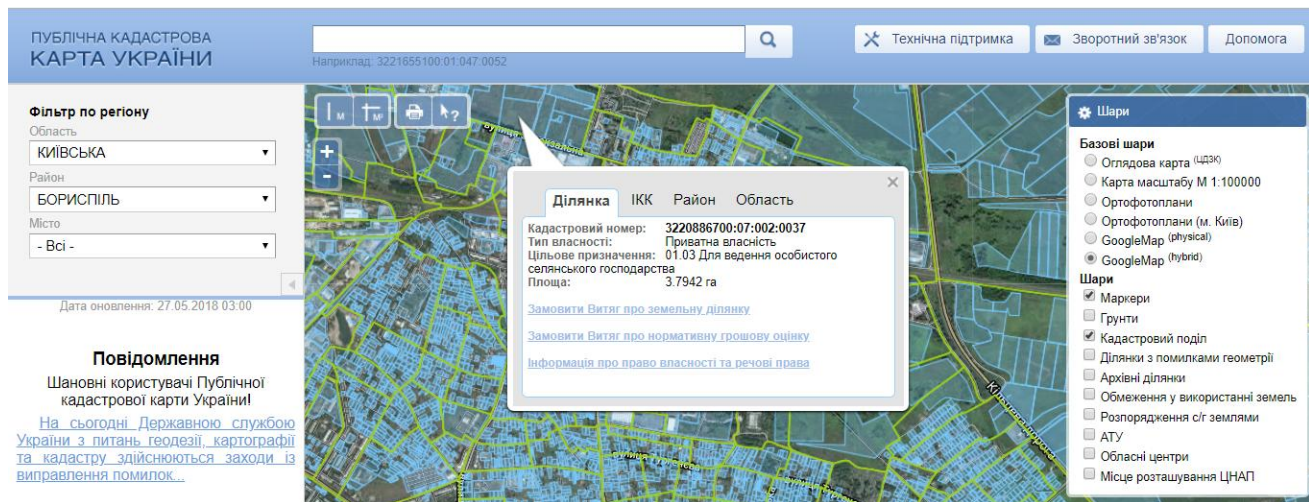 ПУБЛІЧНА КАДАСТРОВА
КАРТА УКРАЇНИ
Наприклад: 3221655100:01:047:0052
Технічна підтримка
Зворотний зв'язок
Допомога
Фільтр по регіону
Область
КИЇВСЬКА
Район
БОРИСПІЛЬ
Місто
- Всі -
Дата оновлення: 27.05.2018 03:00
Повідомлення
Шановні користувачі Публічної
кадастрової карти України!
На сьогодні Державною службою
України з питань геодезії, картографії
та кадастру здійснюються заходи із
виправлення помилок...
М
М²
?
+
-
Ділянка ІКК Район Область
Кадастровий номер: 3220886700:07:002:0037
Тип власності: Приватна власність
Цільове призначення: 01.03 Для ведення особистого
селянського господарства
Площа: 3.7942 га
Замовити Витяг про земельну ділянку
Замовити Витяг про нормативну грошову оцінку
Інформація про право власності та речові права
Шари
Базові шари
Оглядова карта (ЦДЗК)
Карта масштабу М 1:100000
Ортофотоплани
Ортофотоплани (м. Київ)
GoogleMap (physical)
GoogleMap (hybrid)
Шари
Маркери
Грунти
Кадастровий поділ
Ділянки з помилками геометрії
Архівні ділянки
Обмеження у використанні земель
Розпорядження с/г землями
АТУ
Обласні центри
Місце розташування ЦНАП